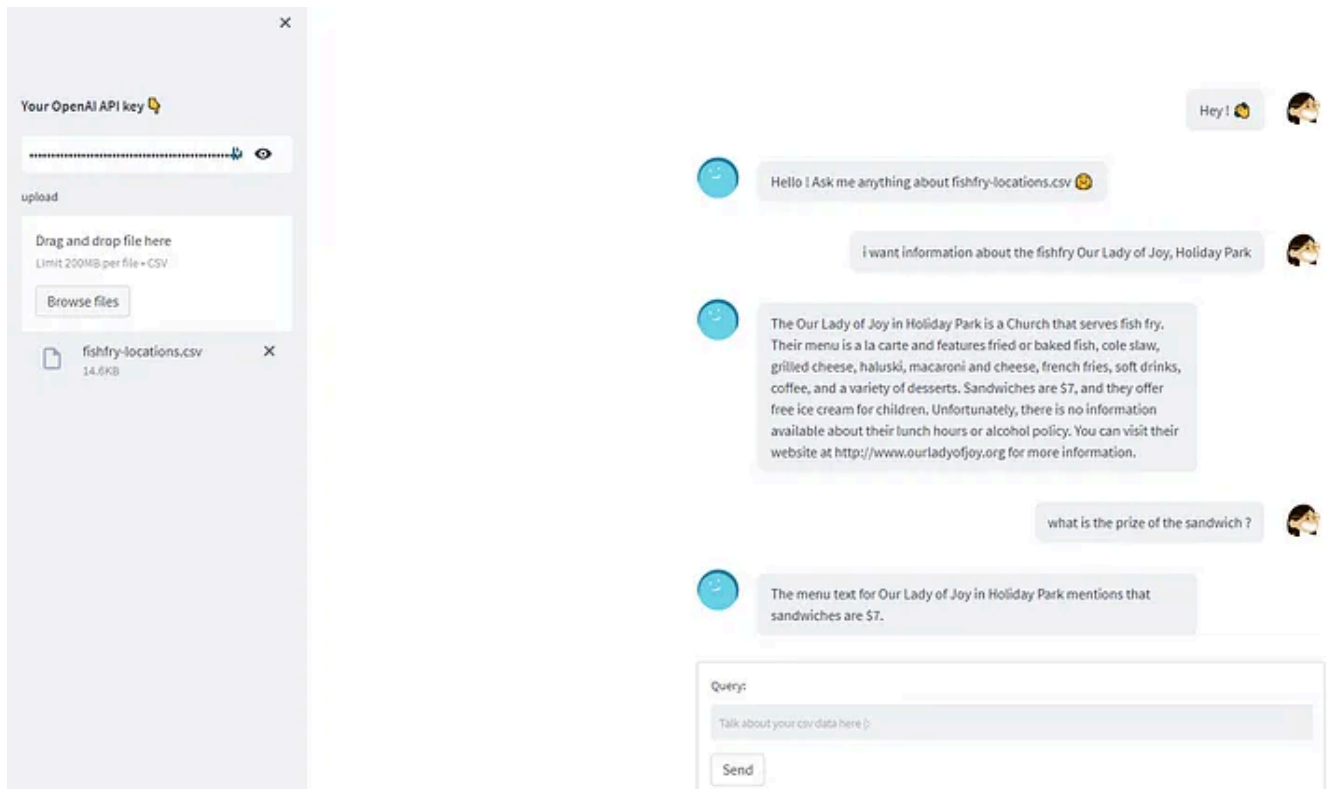 Your OpenAI API key
upload
Drag and drop file here
Limit 200MB per file • CSV
Browse files
fishfry-locations.csv
14.6KB
Hey !
Hello ! Ask me anything about fishfry-locations.csv
i want information about the fishfry Our Lady of Joy, Holiday Park
The Our Lady of Joy in Holiday Park is a Church that serves fish fry.
Their menu is a la carte and features fried or baked fish, cole slaw,
grilled cheese, haluski, macaroni and cheese, french fries, soft drinks,
coffee, and a variety of desserts. Sandwiches are $7, and they offer
free ice cream for children. Unfortunately, there is no information
available about their lunch hours or alcohol policy. You can visit their
website at http://www.ourladyofjoy.org for more information.
what is the prize of the sandwich ?
The menu text for Our Lady of Joy in Holiday Park mentions that
sandwiches are $7.
Query:
Talk about your csv data here (:
Send